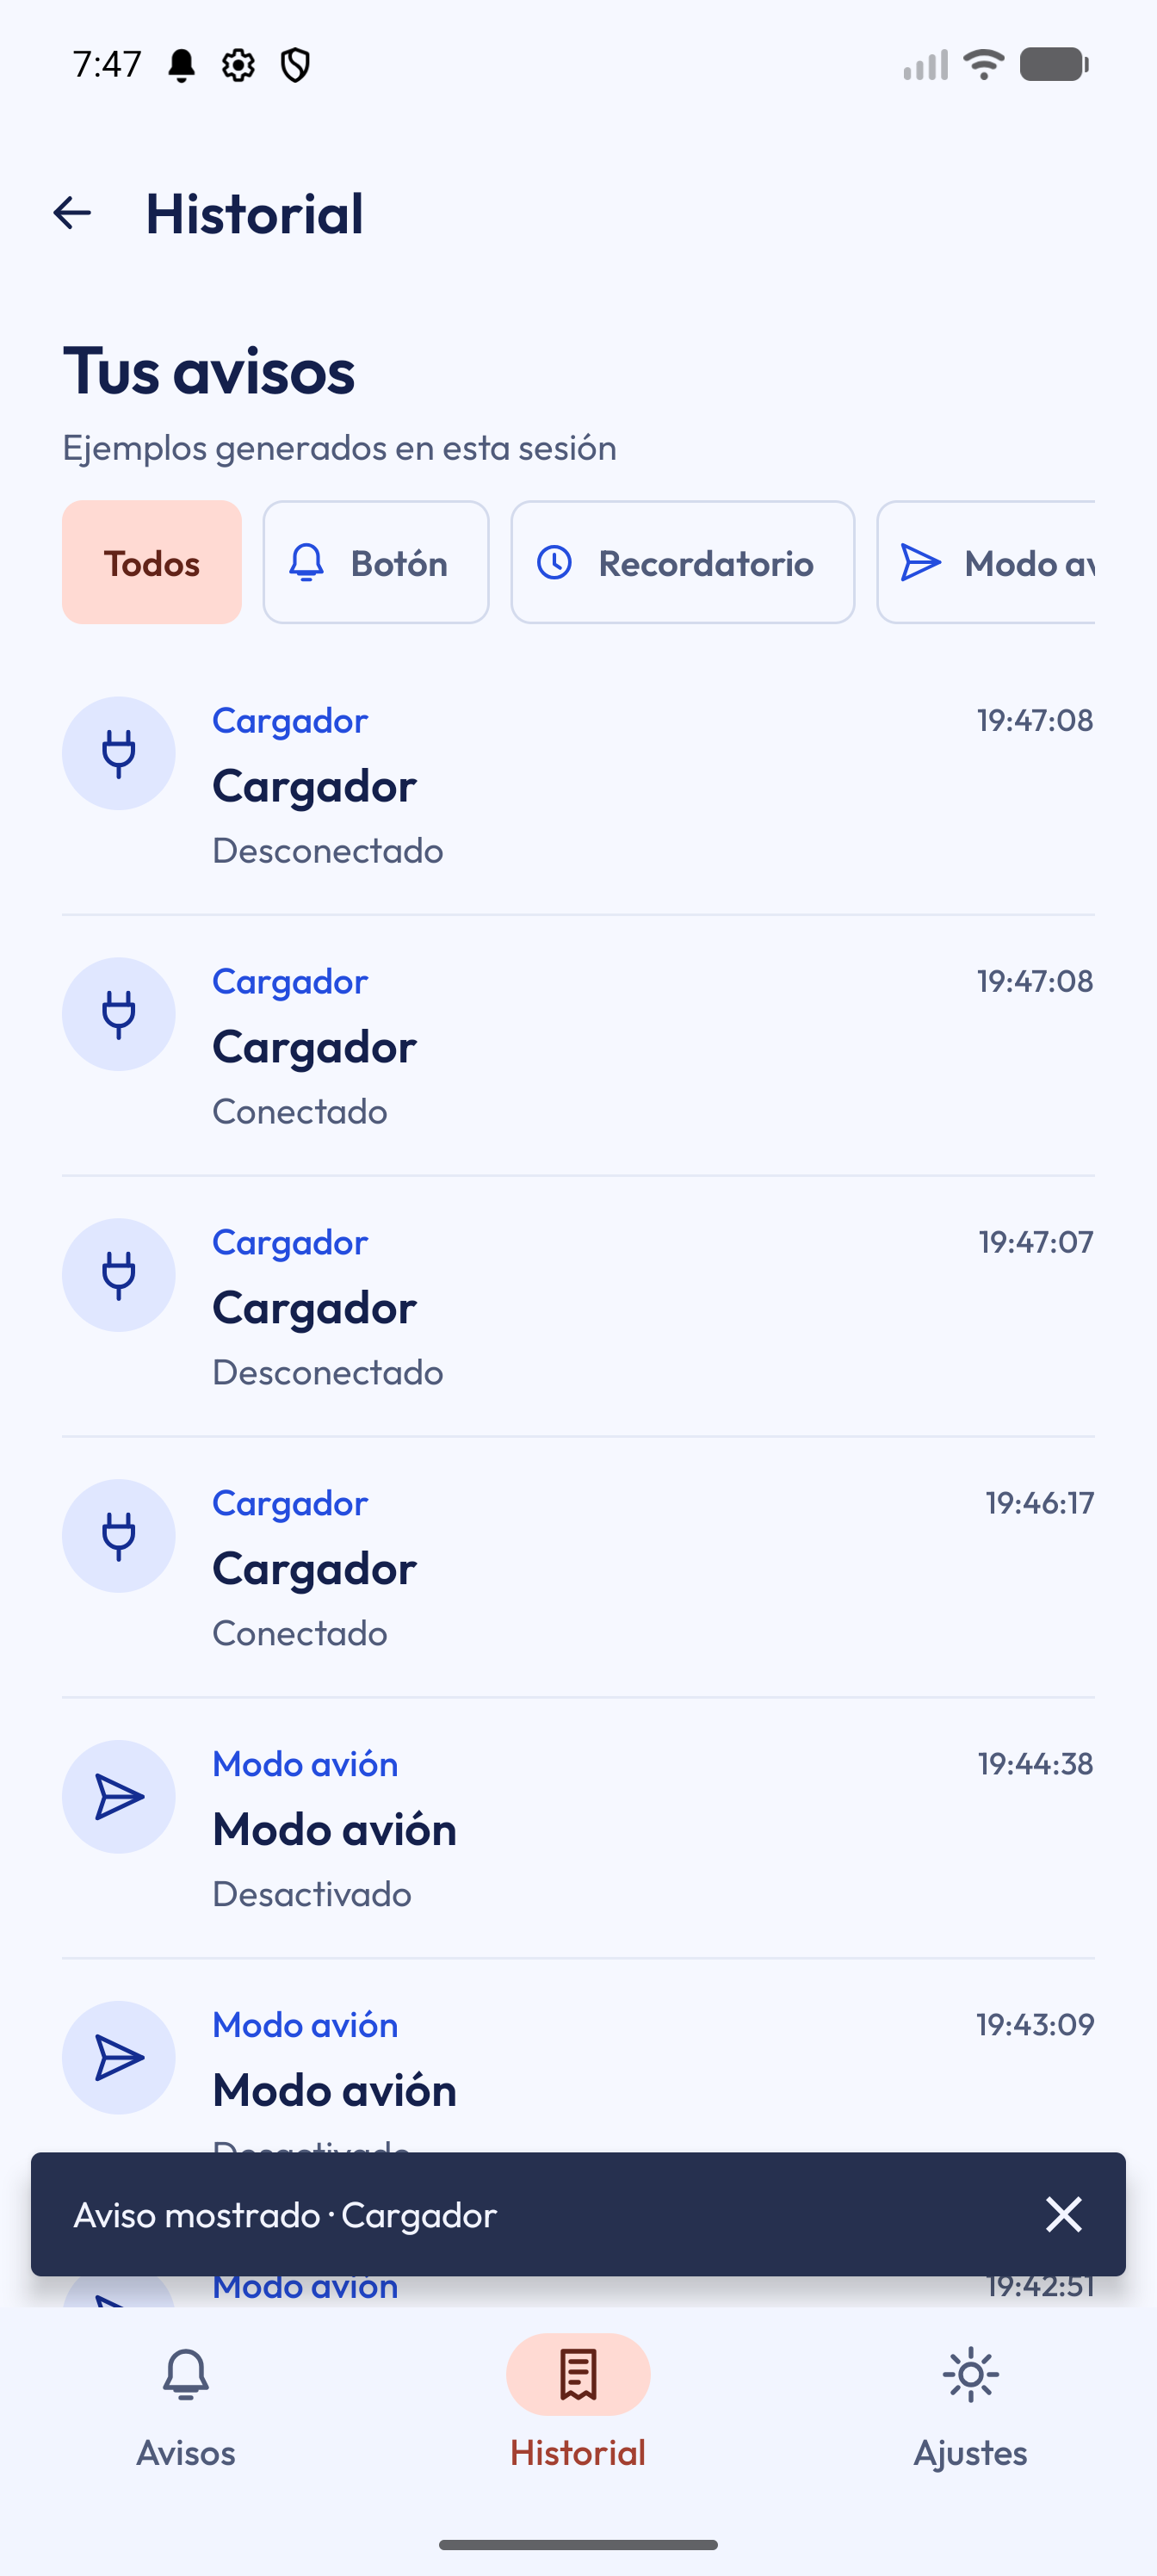 7:47
Historial
Tus avisos
Ejemplos generados en esta sesión
Todos
Botón
Recordatorio
Modo
Cargador
19:47:08
Cargador
Desconectado
Cargador
19:47:08
Cargador
Conectado
Cargador
19:47:07
Cargador
Desconectado
Cargador
19:46:17
Cargador
Conectado
Modo avión
19:44:38
Modo avión
Desactivado
Modo avión
19:43:09
Modo avión
Aviso mostrado · Cargador
Modo avión
19:42:51
Avisos
Historial
Ajustes